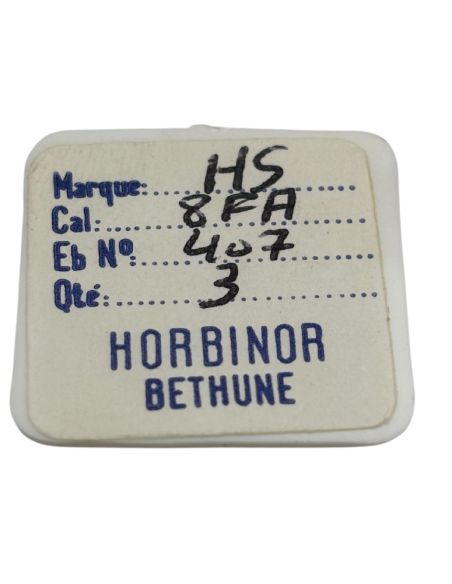 Marque: HS
Cal: 8FA
Eb Nº 407
Qté: 3
HORBINOR
BETHUNE